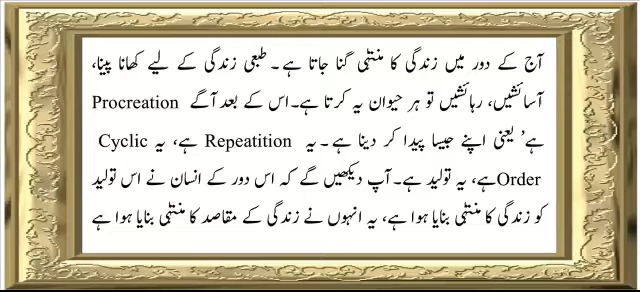 آج کے دور میں زندگی کا منتہیٰ گنا جاتا ہے۔ طبعی زندگی کے لیے کھانا پینا،
آسائشیں، رہائشیں تو ہر حیوان یہ کرتا ہے۔ اس کے بعد آگے Procreation
ہے‘ یعنی اپنے جیسا پیدا کر دینا ہے۔ یہ Repeatition ہے، یہ Cyclic
Order ہے، یہ تولید ہے۔ آپ دیکھیں گے کہ اس دور کے انسان نے اس تولید
کو زندگی کا منتہیٰ بنایا ہوا ہے، یہ انہوں نے زندگی کے مقاصد کا منتہیٰ بنایا ہوا ہے